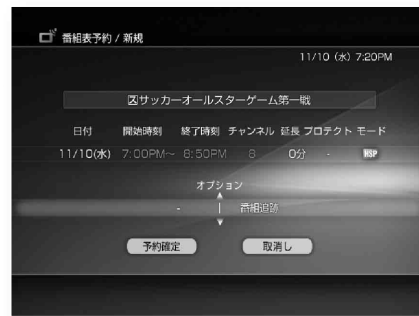 番組表予約 / 新規
11/10 (水) 7:20PM
サッカーオールスターゲーム第一戦
日付 開始時刻 終了時刻 チャンネル 延長 プロテクト モード
11/10(水) 7:00PM~ 8:50PM 8 0分 - HSP
オプション
- 番組追跡
予約確定 取消し